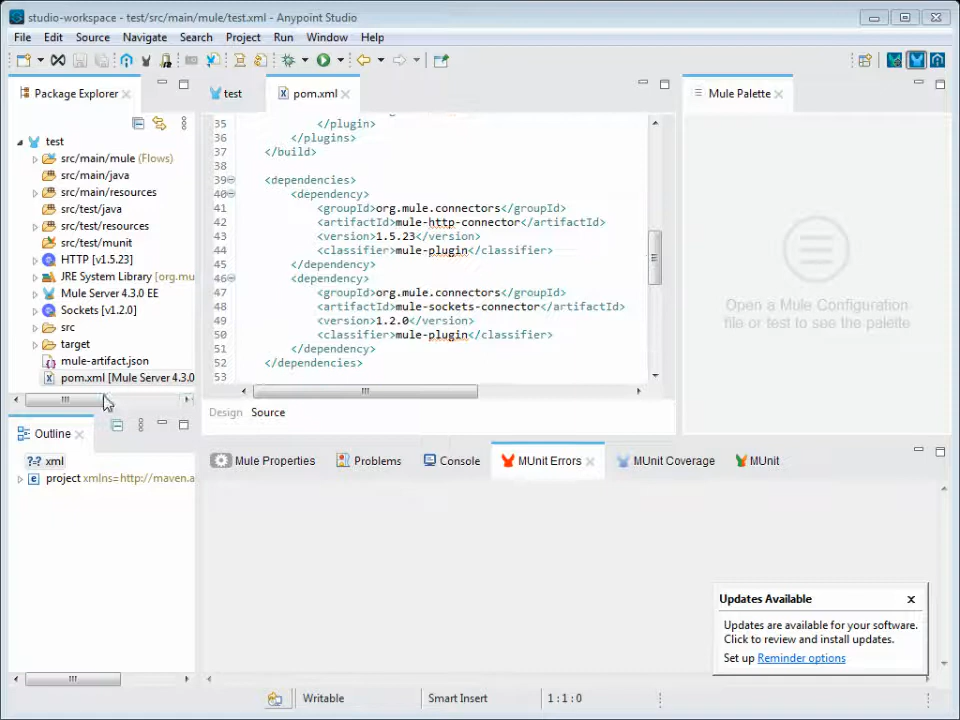 studio-workspace - test/src/main/mule/test.xml - Anypoint Studio
File Edit Source Navigate Search Project Run Window Help
Package Explorer
test
src/main/mule (Flows)
src/main/java
src/main/resources
src/test/java
src/test/resources
src/test/munit
HTTP [v1.5.23]
JRE System Library [org.mu
Mule Server 4.3.0 EE
Sockets [v1.2.0]
src
target
mule-artifact.json
pom.xml [Mule Server 4.3.0
test
pom.xml
35 </plugin>
36 </plugins>
37 </build>
38
39 <dependencies>
40 <dependency>
41 <groupId>org.mule.connectors</groupId>
42 <artifactId>mule-http-connector</artifactId>
43 <version>1.5.23</version>
44 <classifier>mule-plugin</classifier>
45 </dependency>
46 <dependency>
47 <groupId>org.mule.connectors</groupId>
48 <artifactId>mule-sockets-connector</artifactId>
49 <version>1.2.0</version>
50 <classifier>mule-plugin</classifier>
51 </dependency>
52 </dependencies>
53
Design Source
Mule Palette
Open a Mule Configuration
file or test to see the palette
Outline
?-? xml
e project xmlns=http://maven.a
Mule Properties
Problems
Console
MUnit Errors
MUnit Coverage
MUnit
Updates Available
Updates are available for your software.
Click to review and install updates.
Set up Reminder options
Writable
Smart Insert
1:1:0